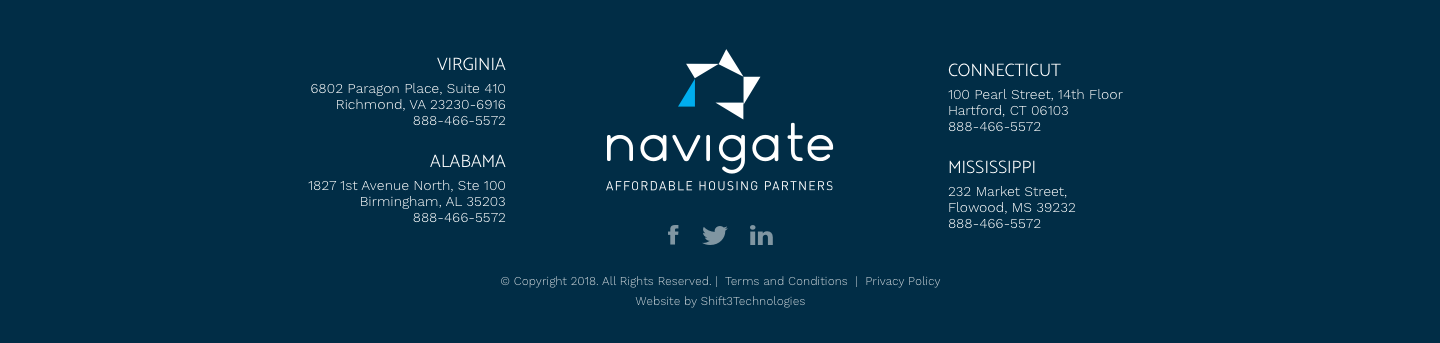 VIRGINIA
6802 Paragon Place, Suite 410
Richmond, VA 23230-6916
888-466-5572
ALABAMA
1827 1st Avenue North, Ste 100
Birmingham, AL 35203
888-466-5572
navigate
AFFORDABLE HOUSING PARTNERS
CONNECTICUT
100 Pearl Street, 14th Floor
Hartford, CT 06103
888-466-5572
MISSISSIPPI
232 Market Street,
Flowood, MS 39232
888-466-5572
© Copyright 2018. All Rights Reserved. | Terms and Conditions | Privacy Policy
Website by Shift3Technologies